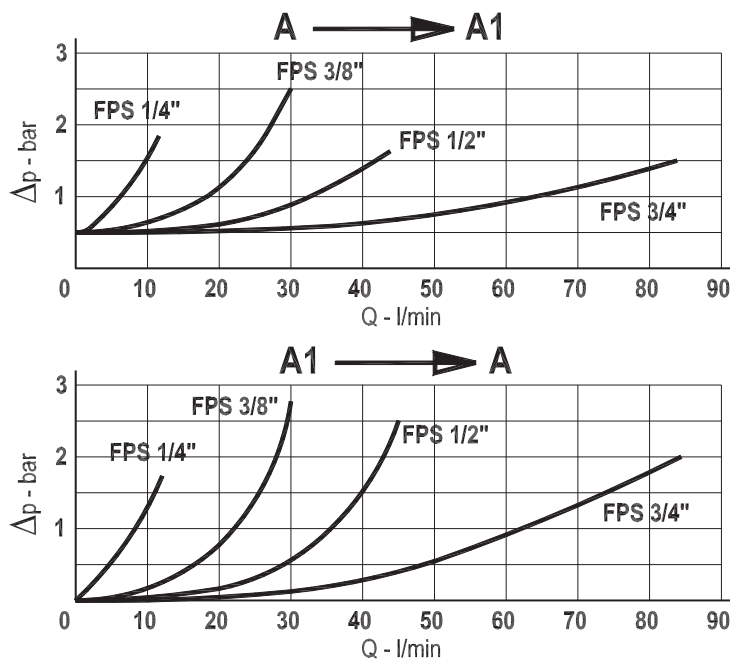 A A1
3
FPS 3/8"
FPS 1/4"
2
FPS 1/2"
Δp - bar
1
FPS 3/4"
0 10 20 30 40 50 60 70 80 90
Q - l/min
A1 A
3
FPS 3/8"
FPS 1/2"
FPS 1/4"
2
Δp - bar
FPS 3/4"
1
0 10 20 30 40 50 60 70 80 90
Q - l/min